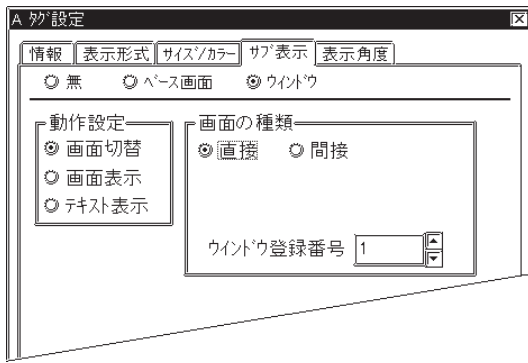 A ﾀｸﾞ設定
情報 表示形式 ｻｲｽﾞ/ｶﾗｰ ｻﾌﾞ表示 表示角度
無 ﾍﾞｰｽ画面 ｳｨﾝﾄﾞｳ
動作設定
画面切替
画面表示
ﾃｷｽﾄ表示
画面の種類
直接 間接
ｳｲﾝﾄﾞｳ登録番号 1